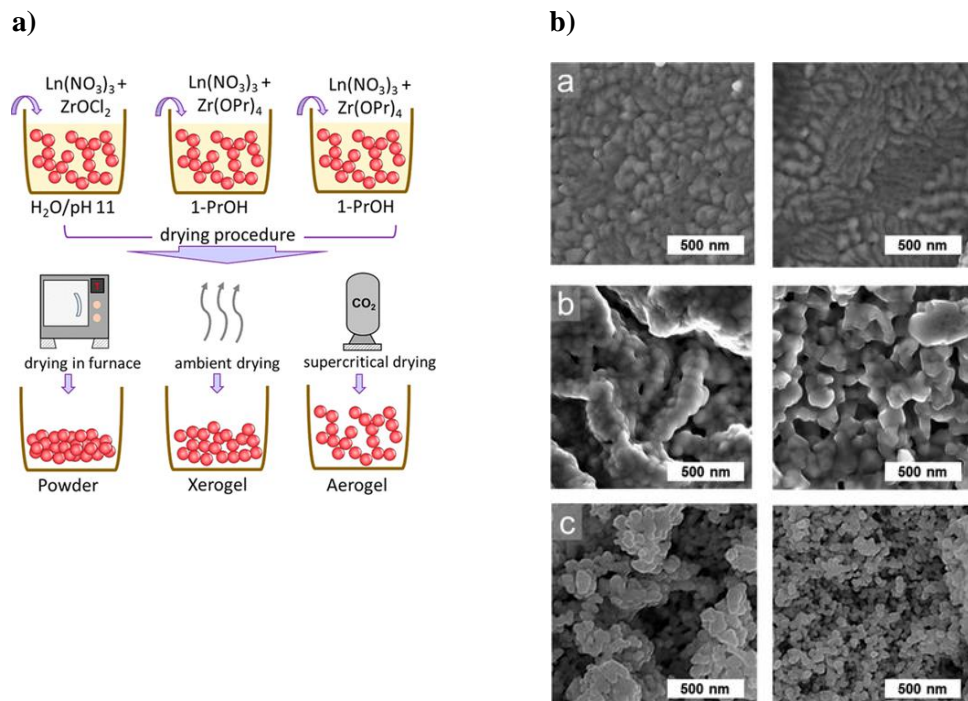 a)
b)
Ln(NO₃)₃ +
ZrOCl₂
Ln(NO₃)₃ +
Zr(OPr)₄
Ln(NO₃)₃ +
Zr(OPr)₄
H₂O/pH 11
1-PrOH
1-PrOH
drying procedure
CO₂
drying in furnace
ambient drying
supercritical drying
Powder
Xerogel
Aerogel
a
500 nm
500 nm
b
500 nm
500 nm
c
500 nm
500 nm